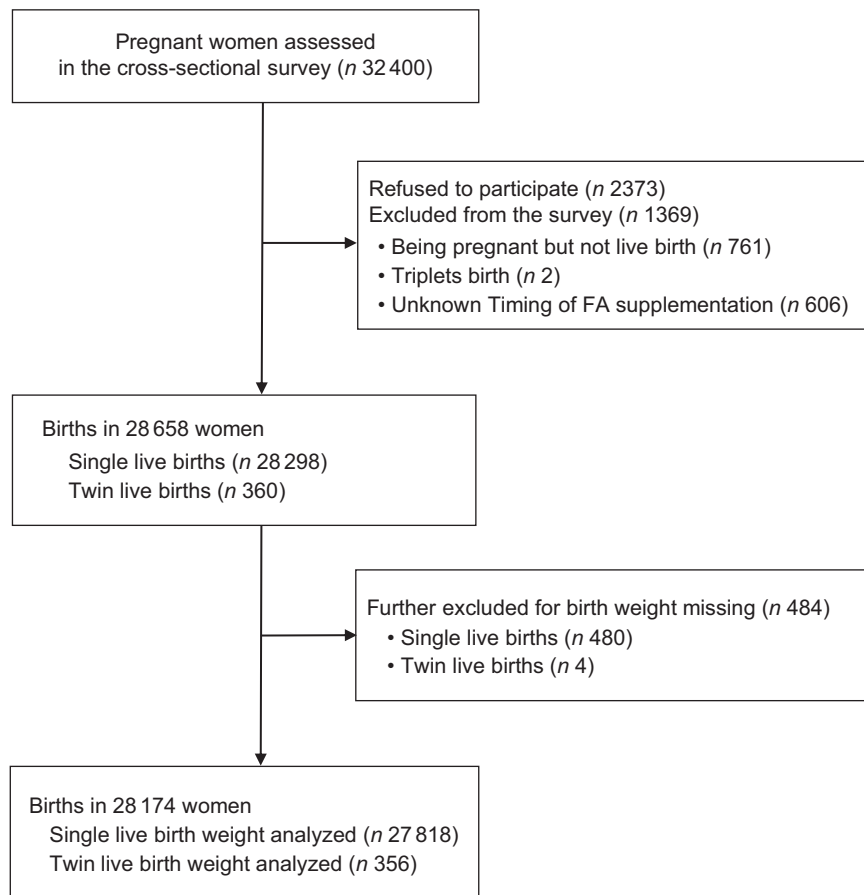 Pregnant women assessed
in the cross-sectional survey (n 32 400)
Refused to participate (n 2373)
Excluded from the survey (n 1369)
• Being pregnant but not live birth (n 761)
• Triplets birth (n 2)
• Unknown Timing of FA supplementation (n 606)
Births in 28 658 women
Single live births (n 28 298)
Twin live births (n 360)
Further excluded for birth weight missing (n 484)
• Single live births (n 480)
• Twin live births (n 4)
Births in 28 174 women
Single live birth weight analyzed (n 27 818)
Twin live birth weight analyzed (n 356)